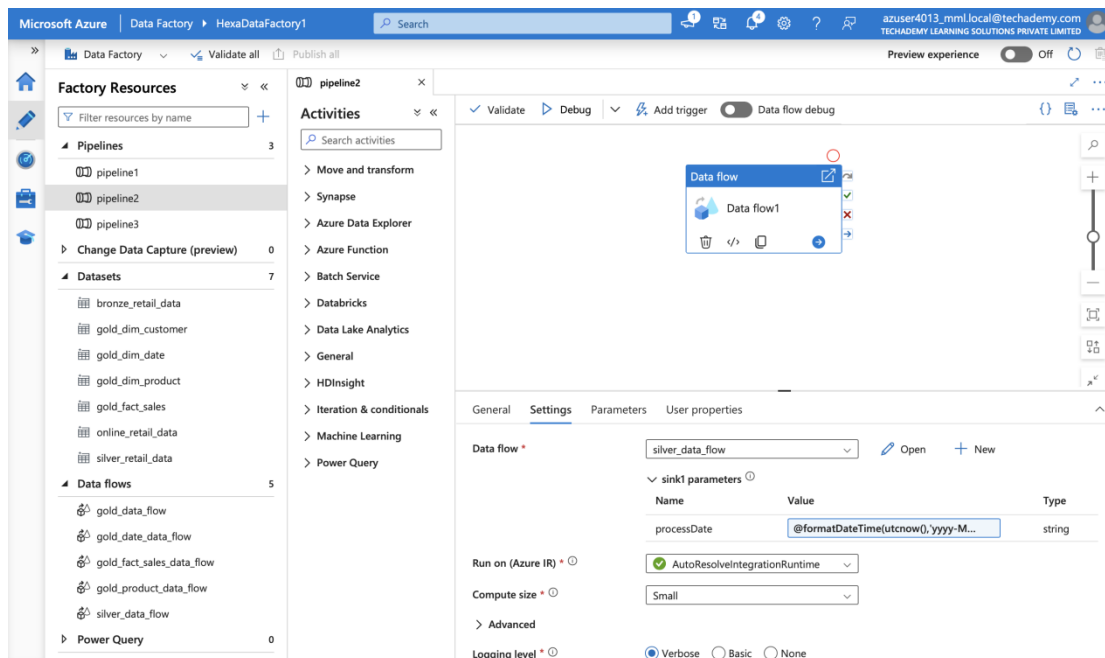 Microsoft Azure Data Factory HexaDataFactory1 Search 1 4 azuser4013_mml.local@techademy.com
TECHADEMY LEARNING SOLUTIONS PRIVATE LIMITED
Data Factory Validate all Publish all Preview experience Off
Factory Resources
Filter resources by name
Pipelines 3
pipeline1
pipeline2
pipeline3
Change Data Capture (preview) 0
Datasets 7
bronze_retail_data
gold_dim_customer
gold_dim_date
gold_dim_product
gold_fact_sales
online_retail_data
silver_retail_data
Data flows 5
gold_data_flow
gold_date_data_flow
gold_fact_sales_data_flow
gold_product_data_flow
silver_data_flow
Power Query 0
pipeline2
Activities
Search activities
Move and transform
Synapse
Azure Data Explorer
Azure Function
Batch Service
Databricks
Data Lake Analytics
General
HDInsight
Iteration & conditionals
Machine Learning
Power Query
Validate Debug Add trigger Data flow debug
Data flow
Data flow1
General Settings Parameters User properties
Data flow * silver_data_flow Open New
sink1 parameters
Name Value Type
processDate @formatDateTime(utcnow(),'yyyy-M... string
Run on (Azure IR) * AutoResolveIntegrationRuntime
Compute size * Small
Advanced
Logging level * Verbose Basic None